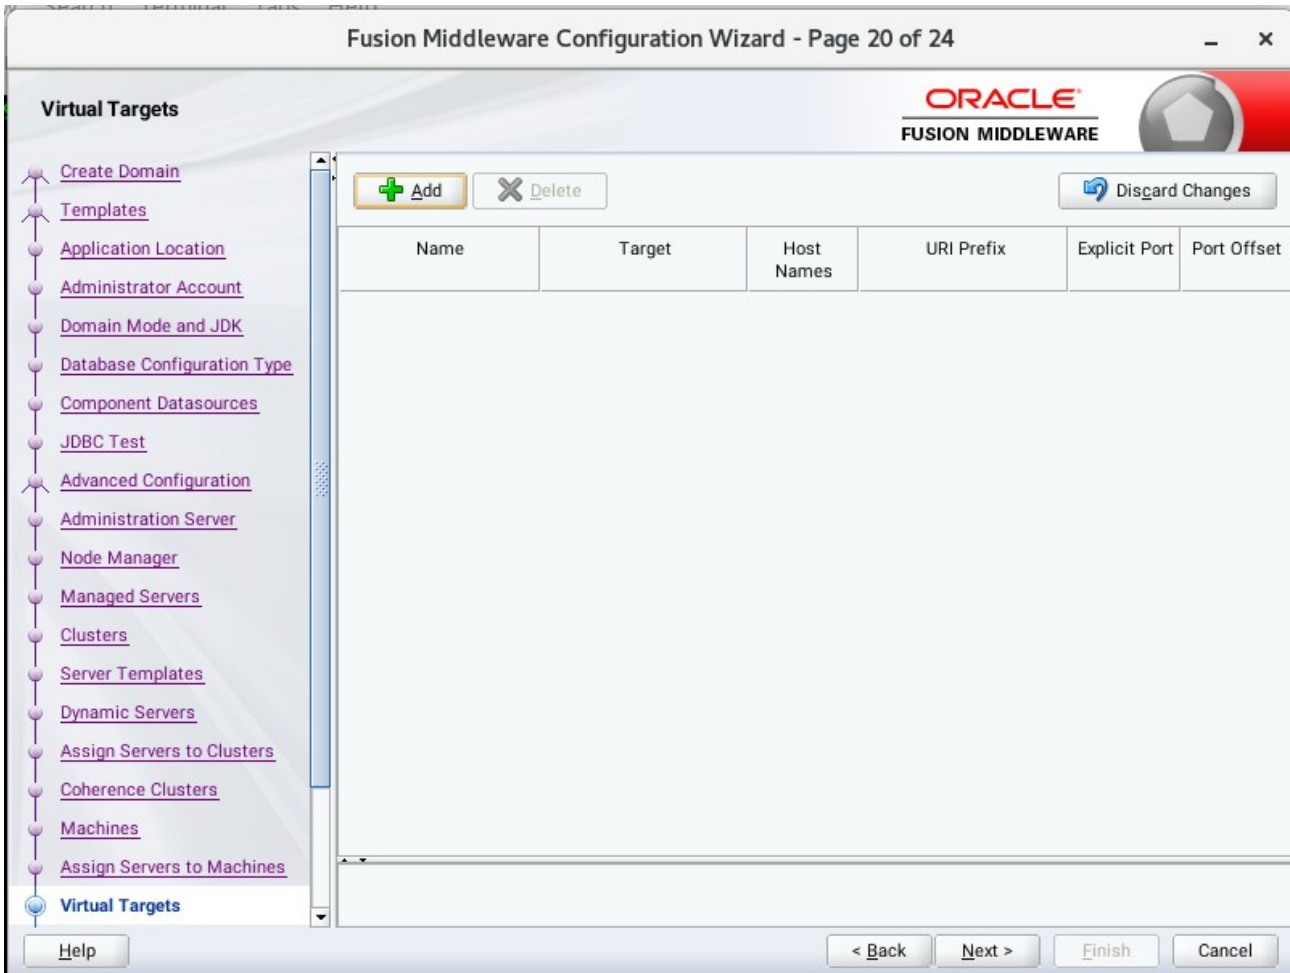 Search Terminal Tabs Help
Fusion Middleware Configuration Wizard - Page 20 of 24
Virtual Targets
ORACLE
FUSION MIDDLEWARE
Create Domain
Templates
Application Location
Administrator Account
Domain Mode and JDK
Database Configuration Type
Component Datasources
JDBC Test
Advanced Configuration
Administration Server
Node Manager
Managed Servers
Clusters
Server Templates
Dynamic Servers
Assign Servers to Clusters
Coherence Clusters
Machines
Assign Servers to Machines
Virtual Targets
Add Delete Discard Changes
Name Target Host Names URI Prefix Explicit Port Port Offset
Help < Back Next > Finish Cancel